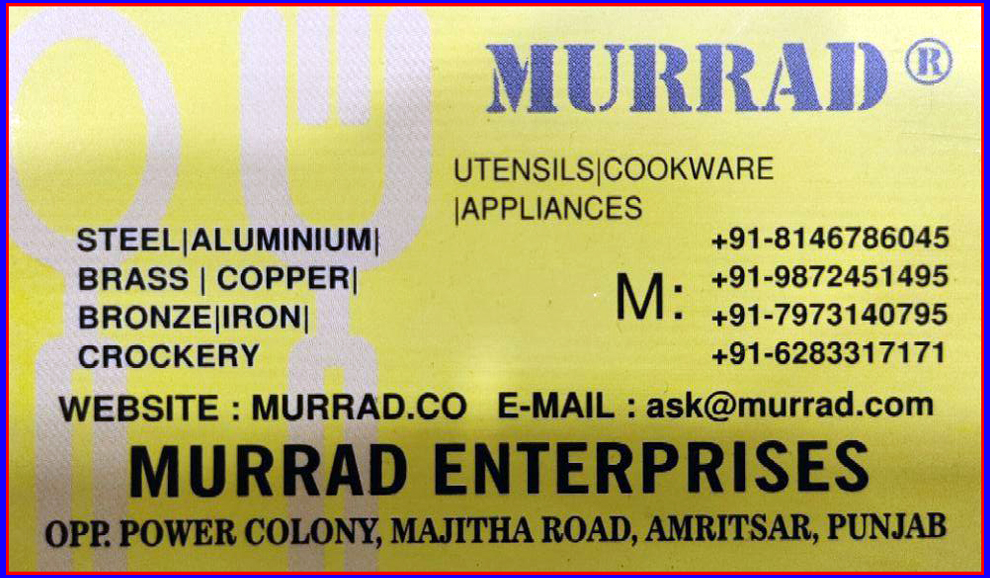 MURRAD ®
UTENSILS|COOKWARE
|APPLIANCES
STEEL|ALUMINIUM|
BRASS | COPPER|
BRONZE|IRON|
CROCKERY
M:
+91-8146786045
+91-9872451495
+91-7973140795
+91-6283317171
WEBSITE : MURRAD.CO E-MAIL : ask@murrad.com
MURRAD ENTERPRISES
OPP. POWER COLONY, MAJITHA ROAD, AMRITSAR, PUNJAB